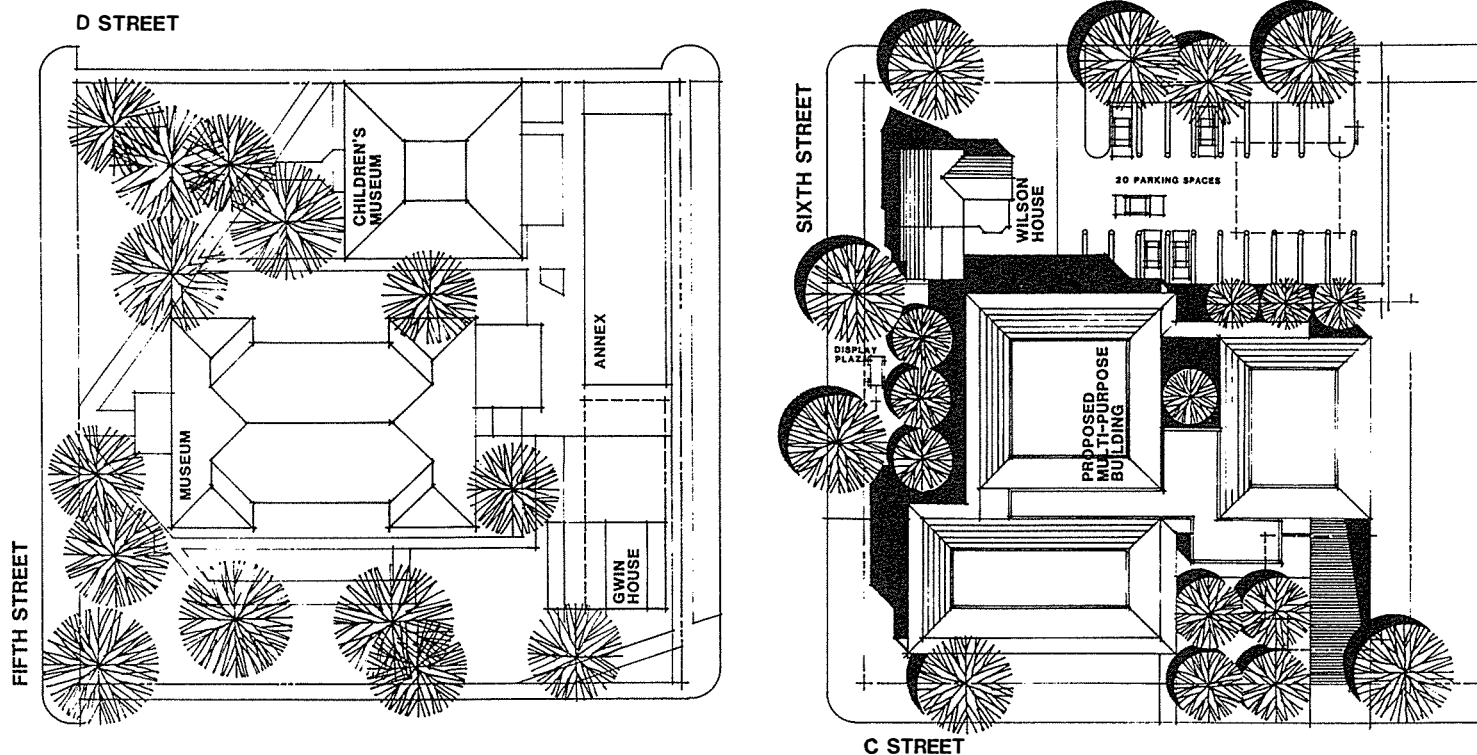 D STREET
CHILDREN'S
MUSEUM
ANNEX
MUSEUM
GWIN
HOUSE
FIFTH STREET
SIXTH STREET
WILSON
HOUSE
20 PARKING SPACES
DISPLAY
PLAZA
PROPOSED
MULTI-PURPOSE
BUILDING
C STREET